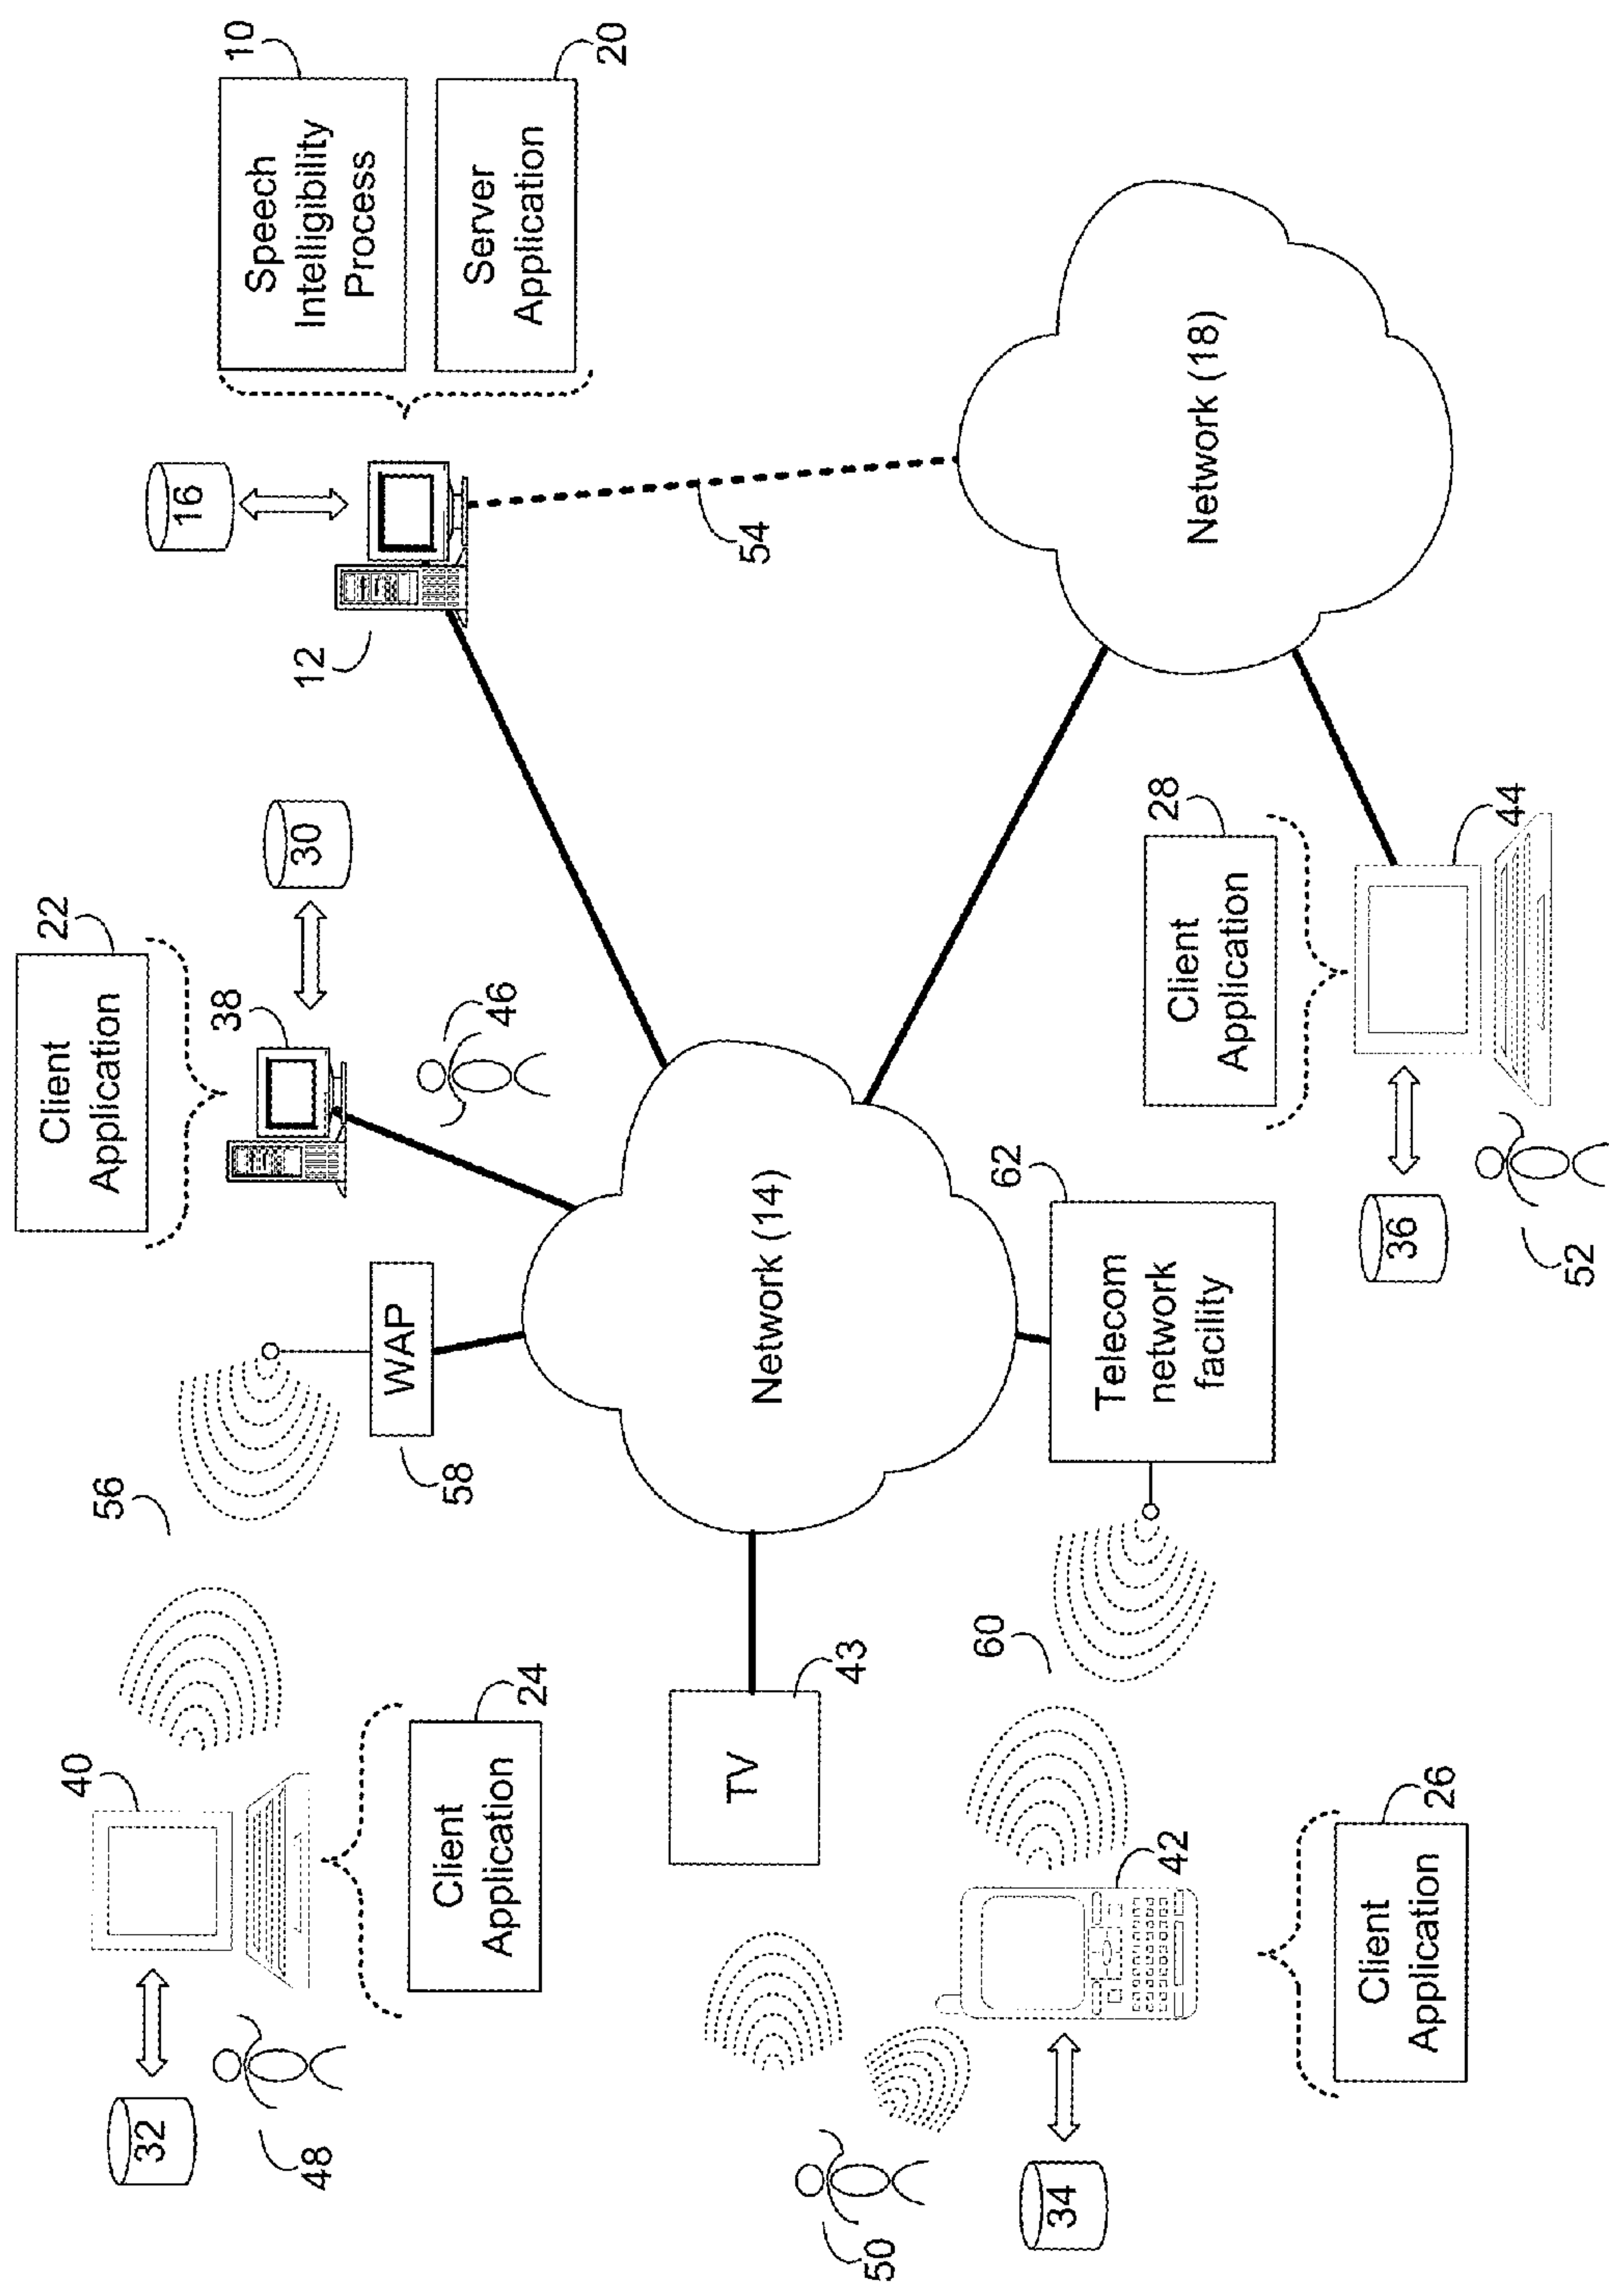 10
Speech
Intelligibility
Process
20
Server
Application
16
12
54
22
Client
Application
38
30
46
56
WAP
58
40
32
48
24
Client
Application
Network (14)
Network (18)
TV
43
50
60
62
Telecom
network
facility
34
42
26
Client
Application
28
Client
Application
36
44
52